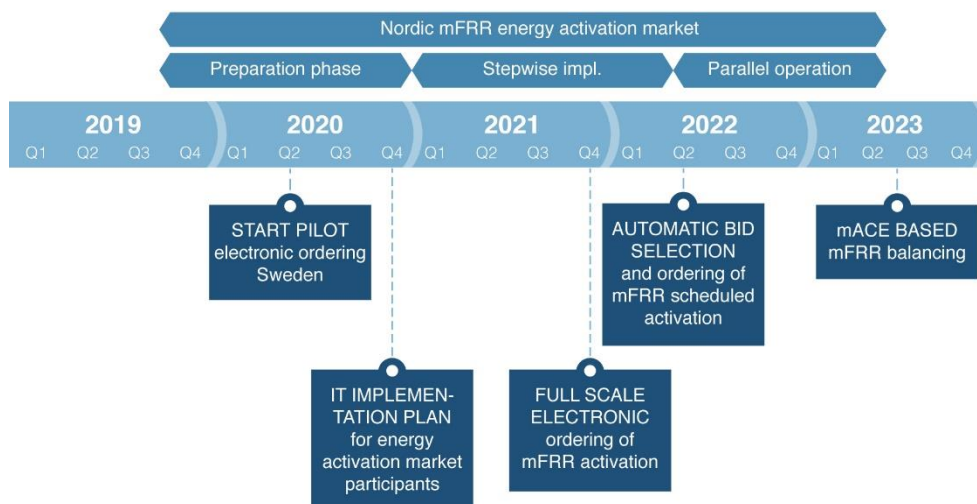 Nordic mFRR energy activation market
Preparation phase
Stepwise impl.
Parallel operation
2019
2020
2021
2022
2023
Q1 Q2 Q3 Q4 Q1 Q2 Q3 Q4 Q1 Q2 Q3 Q4 Q1 Q2 Q3 Q4 Q1 Q2 Q3 Q4
START PILOT
electronic ordering
Sweden
AUTOMATIC BID
SELECTION
and ordering of
mFRR scheduled
activation
mACE BASED
mFRR balancing
IT IMPLEMEN-
TATION PLAN
for energy
activation market
participants
FULL SCALE
ELECTRONIC
ordering of
mFRR activation